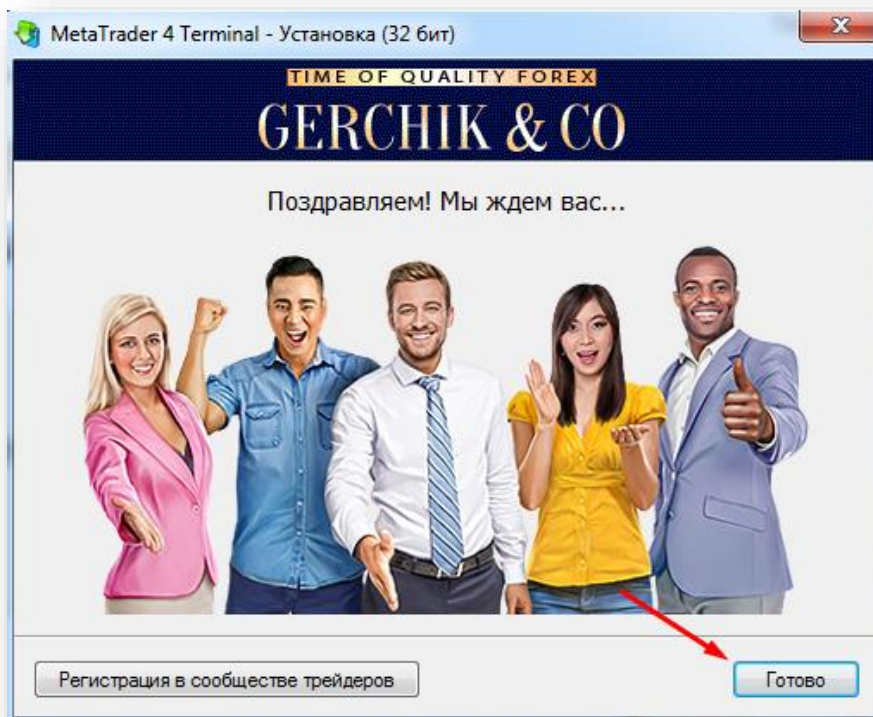 MetaTrader 4 Terminal - Установка (32 бит)
TIME OF QUALITY FOREX
GERCHIK & CO
Поздравляем! Мы ждем вас...
Регистрация в сообществе трейдеров
Готово